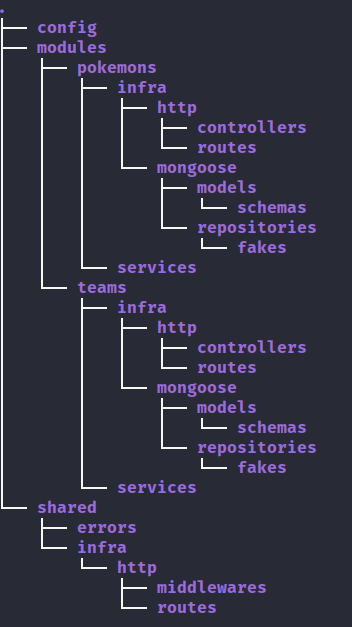 .
├── config
├── modules
│   ├── pokemons
│   │   ├── infra
│   │   │   ├── http
│   │   │   │   ├── controllers
│   │   │   │   └── routes
│   │   │   └── mongoose
│   │   │       ├── models
│   │   │       │   └── schemas
│   │   │       └── repositories
│   │   │           └── fakes
│   │   └── services
│   └── teams
│       ├── infra
│       │   ├── http
│       │   │   ├── controllers
│       │   │   └── routes
│       │   └── mongoose
│       │       ├── models
│       │       │   └── schemas
│       │       └── repositories
│       │           └── fakes
│       └── services
└── shared
    ├── errors
    └── infra
        └── http
            ├── middlewares
            └── routes